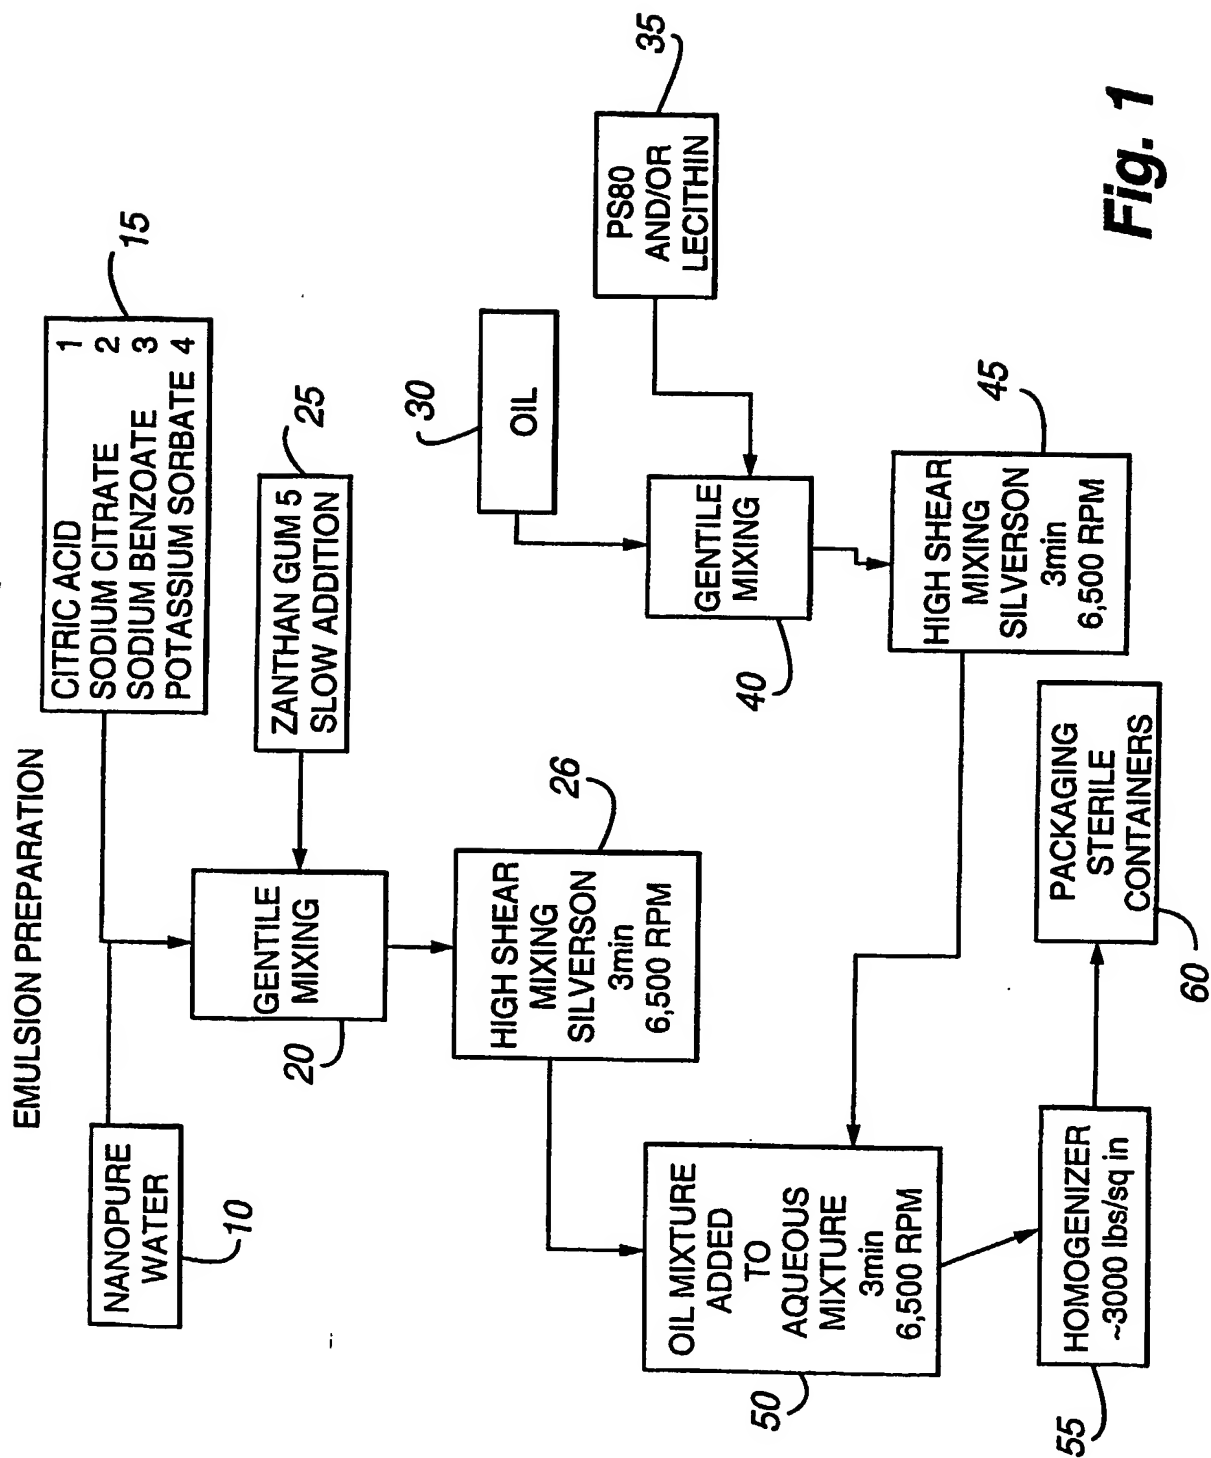 EMULSION PREPARATION
NANOPURE
WATER
10
CITRIC ACID 1
SODIUM CITRATE 2
SODIUM BENZOATE 3
POTASSIUM SORBATE 4
15
GENTILE
MIXING
20
ZANTHAN GUM 5
SLOW ADDITION
25
HIGH SHEAR
MIXING
SILVERSON
3min
6,500 RPM
26
OIL
30
PS80
AND/OR
LECITHIN
35
GENTILE
MIXING
40
HIGH SHEAR
MIXING
SILVERSON
3min
6,500 RPM
45
OIL MIXTURE
ADDED
TO
AQUEOUS
MIXTURE
3min
6,500 RPM
50
HOMOGENIZER
~3000 lbs/sq in
55
PACKAGING
STERILE
CONTAINERS
60
Fig. 1